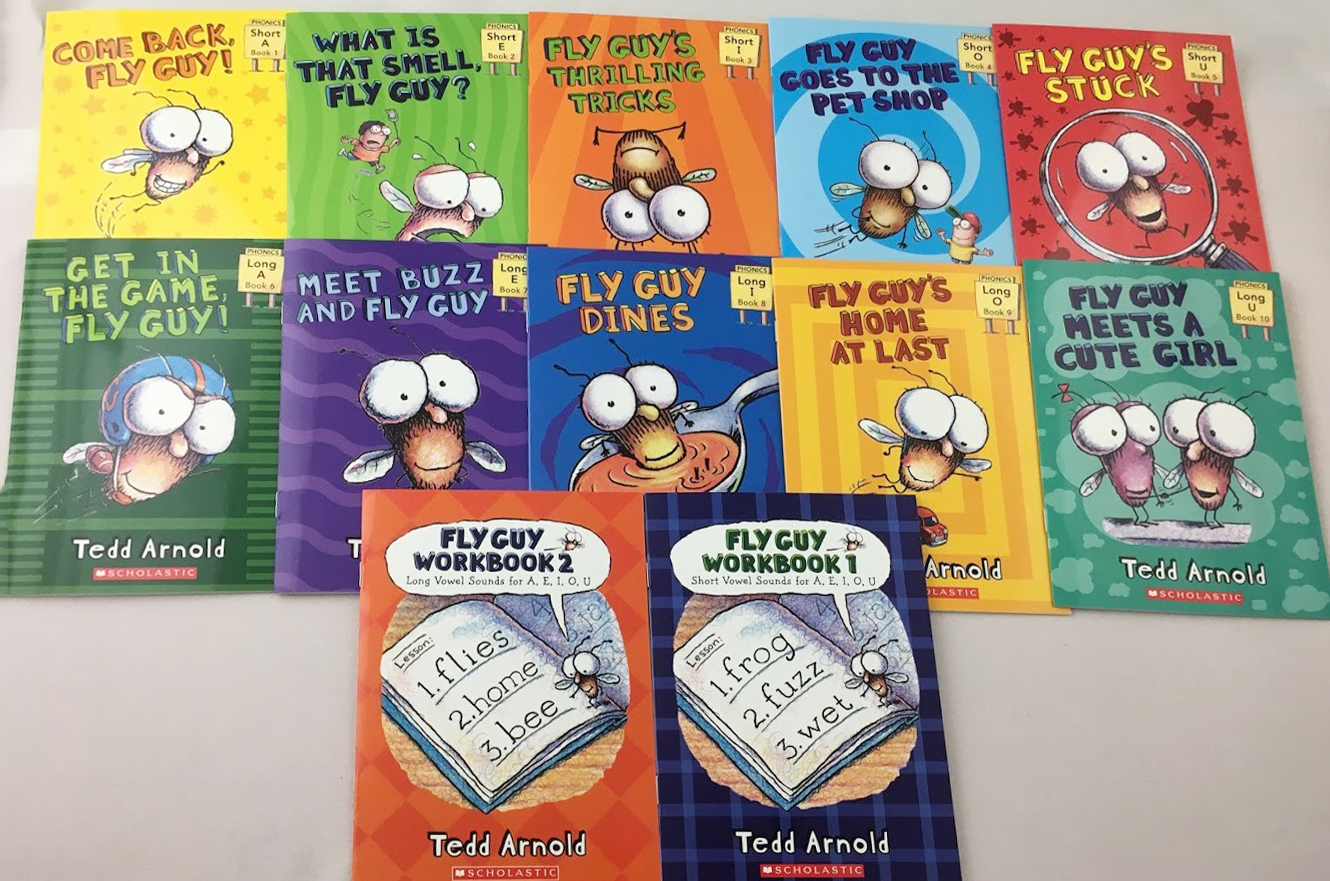 COME BACK,
FLY GUY!
PHONICS
Short
A
Book 1
WHAT IS
THAT SMELL,
FLY GUY?
PHONICS
Short
E
Book 2
FLY GUY'S
THRILLING
TRICKS
PHONICS
Short
I
Book 3
FLY GUY
GOES TO THE
PET SHOP
PHONICS
Short
O
Book 4
FLY GUY'S
STUCK
PHONICS
Short
U
Book 5
GET IN
THE GAME,
FLY GUY!
PHONICS
Long
A
Book 6
Tedd Arnold
SCHOLASTIC
MEET BUZZ
AND FLY GUY
PHONICS
Long
E
Book 7
T
FLY GUY
DINES
PHONICS
Long
I
Book 8
FLY GUY'S
HOME
AT LAST
PHONICS
Long
O
Book 9
Arnold
OLASTIC
FLY GUY
MEETS A
CUTE GIRL
PHONICS
Long
U
Book 10
Tedd Arnold
SCHOLASTIC
FLY GUY
WORKBOOK 2
Long Vowel Sounds for A, E, I, O, U
Lesson:
1. flies
2. home
3. bee
Tedd Arnold
SCHOLASTIC
FLY GUY
WORKBOOK 1
Short Vowel Sounds for A, E, I, O, U
Lesson:
1. frog
2. fuzz
3. wet
Tedd Arnold
SCHOLASTIC